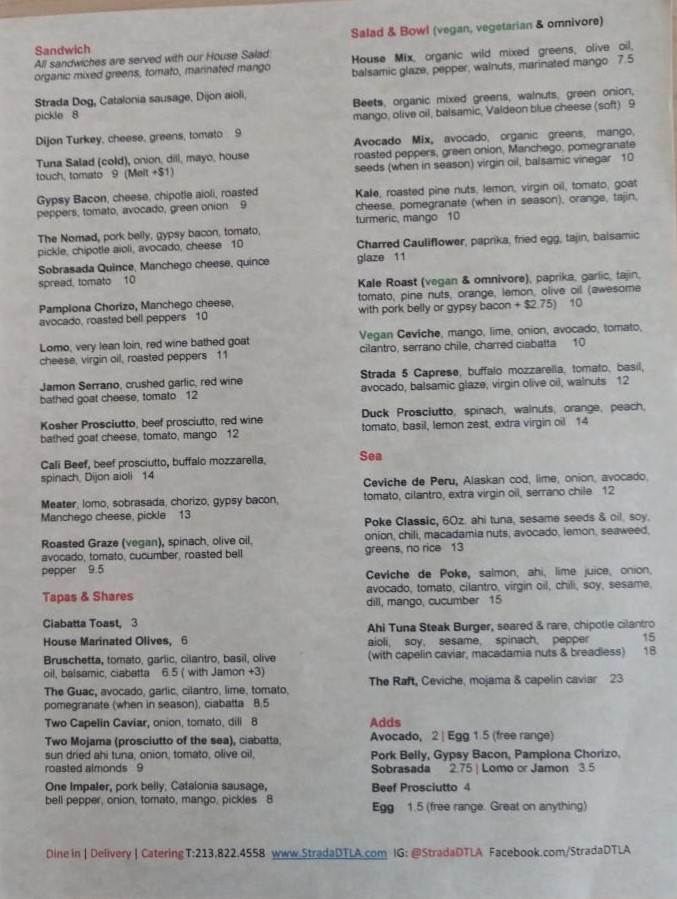 Sandwich
All sandwiches are served with our House Salad:
organic mixed greens, tomato, marinated mango
Strada Dog, Catalonia sausage, Dijon aioli,
pickle 8
Dijon Turkey, cheese, greens, tomato 9
Tuna Salad (cold), onion, dill, mayo, house
touch, tomato 9 (Melt +$1)
Gypsy Bacon, cheese, chipotle aioli, roasted
peppers, tomato, avocado, green onion 9
The Nomad, pork belly, gypsy bacon, tomato,
pickle, chipotle aioli, avocado, cheese 10
Sobrasada Quince, Manchego cheese, quince
spread, tomato 10
Pamplona Chorizo, Manchego cheese,
avocado, roasted bell peppers 10
Lomo, very lean loin, red wine bathed goat
cheese, virgin oil, roasted peppers 11
Jamon Serrano, crushed garlic, red wine
bathed goat cheese, tomato 12
Kosher Prosciutto, beef prosciutto, red wine
bathed goat cheese, tomato, mango 12
Cali Beef, beef prosciutto, buffalo mozzarella,
spinach, Dijon aioli 14
Meater, lomo, sobrasada, chorizo, gypsy bacon,
Manchego cheese, pickle 13
Roasted Graze (vegan), spinach, olive oil,
avocado, tomato, cucumber, roasted bell
pepper 9.5
Tapas & Shares
Ciabatta Toast, 3
House Marinated Olives, 6
Bruschetta, tomato, garlic, cilantro, basil, olive
oil, balsamic, ciabatta 6.5 ( with Jamon +3)
The Guac, avocado, garlic, cilantro, lime, tomato,
pomegranate (when in season), ciabatta 8.5
Two Capelin Caviar, onion, tomato, dill 8
Two Mojama (prosciutto of the sea), ciabatta,
sun dried ahi tuna, onion, tomato, olive oil,
roasted almonds 9
One Impaler, pork belly, Catalonia sausage,
bell pepper, onion, tomato, mango, pickles 8
Salad & Bowl (vegan, vegetarian & omnivore)
House Mix, organic wild mixed greens, olive oil,
balsamic glaze, pepper, walnuts, marinated mango 7.5
Beets, organic mixed greens, walnuts, green onion,
mango, olive oil, balsamic, Valdeon blue cheese (soft) 9
Avocado Mix, avocado, organic greens, mango,
roasted peppers, green onion, Manchego, pomegranate
seeds (when in season) virgin oil, balsamic vinegar 10
Kale, roasted pine nuts, lemon, virgin oil, tomato, goat
cheese, pomegranate (when in season), orange, tajin,
turmeric, mango 10
Charred Cauliflower, paprika, fried egg, tajin, balsamic
glaze 11
Kale Roast (vegan & omnivore), paprika, garlic, tajin,
tomato, pine nuts, orange, lemon, olive oil (awesome
with pork belly or gypsy bacon + $2.75) 10
Vegan Ceviche, mango, lime, onion, avocado, tomato,
cilantro, serrano chile, charred ciabatta 10
Strada 5 Caprese, buffalo mozzarella, tomato, basil,
avocado, balsamic glaze, virgin olive oil, walnuts 12
Duck Prosciutto, spinach, walnuts, orange, peach,
tomato, basil, lemon zest, extra virgin oil 14
Sea
Ceviche de Peru, Alaskan cod, lime, onion, avocado,
tomato, cilantro, extra virgin oil, serrano chile 12
Poke Classic, 6Oz. ahi tuna, sesame seeds & oil, soy,
onion, chili, macadamia nuts, avocado, lemon, seaweed,
greens, no rice 13
Ceviche de Poke, salmon, ahi, lime juice, onion,
avocado, tomato, cilantro, virgin oil, chili, soy, sesame,
dill, mango, cucumber 15
Ahi Tuna Steak Burger, seared & rare, chipotle cilantro
aioli, soy, sesame, spinach, pepper 15
(with capelin caviar, macadamia nuts & breadless) 18
The Raft, Ceviche, mojama & capelin caviar 23
Adds
Avocado, 2 | Egg 1.5 (free range)
Pork Belly, Gypsy Bacon, Pamplona Chorizo,
Sobrasada 2.75 | Lomo or Jamon 3.5
Beef Prosciutto 4
Egg 1.5 (free range. Great on anything)
Dine in | Delivery | Catering T:213.822.4558 www.StradaDTLA.com IG: @StradaDTLA Facebook.com/StradaDTLA